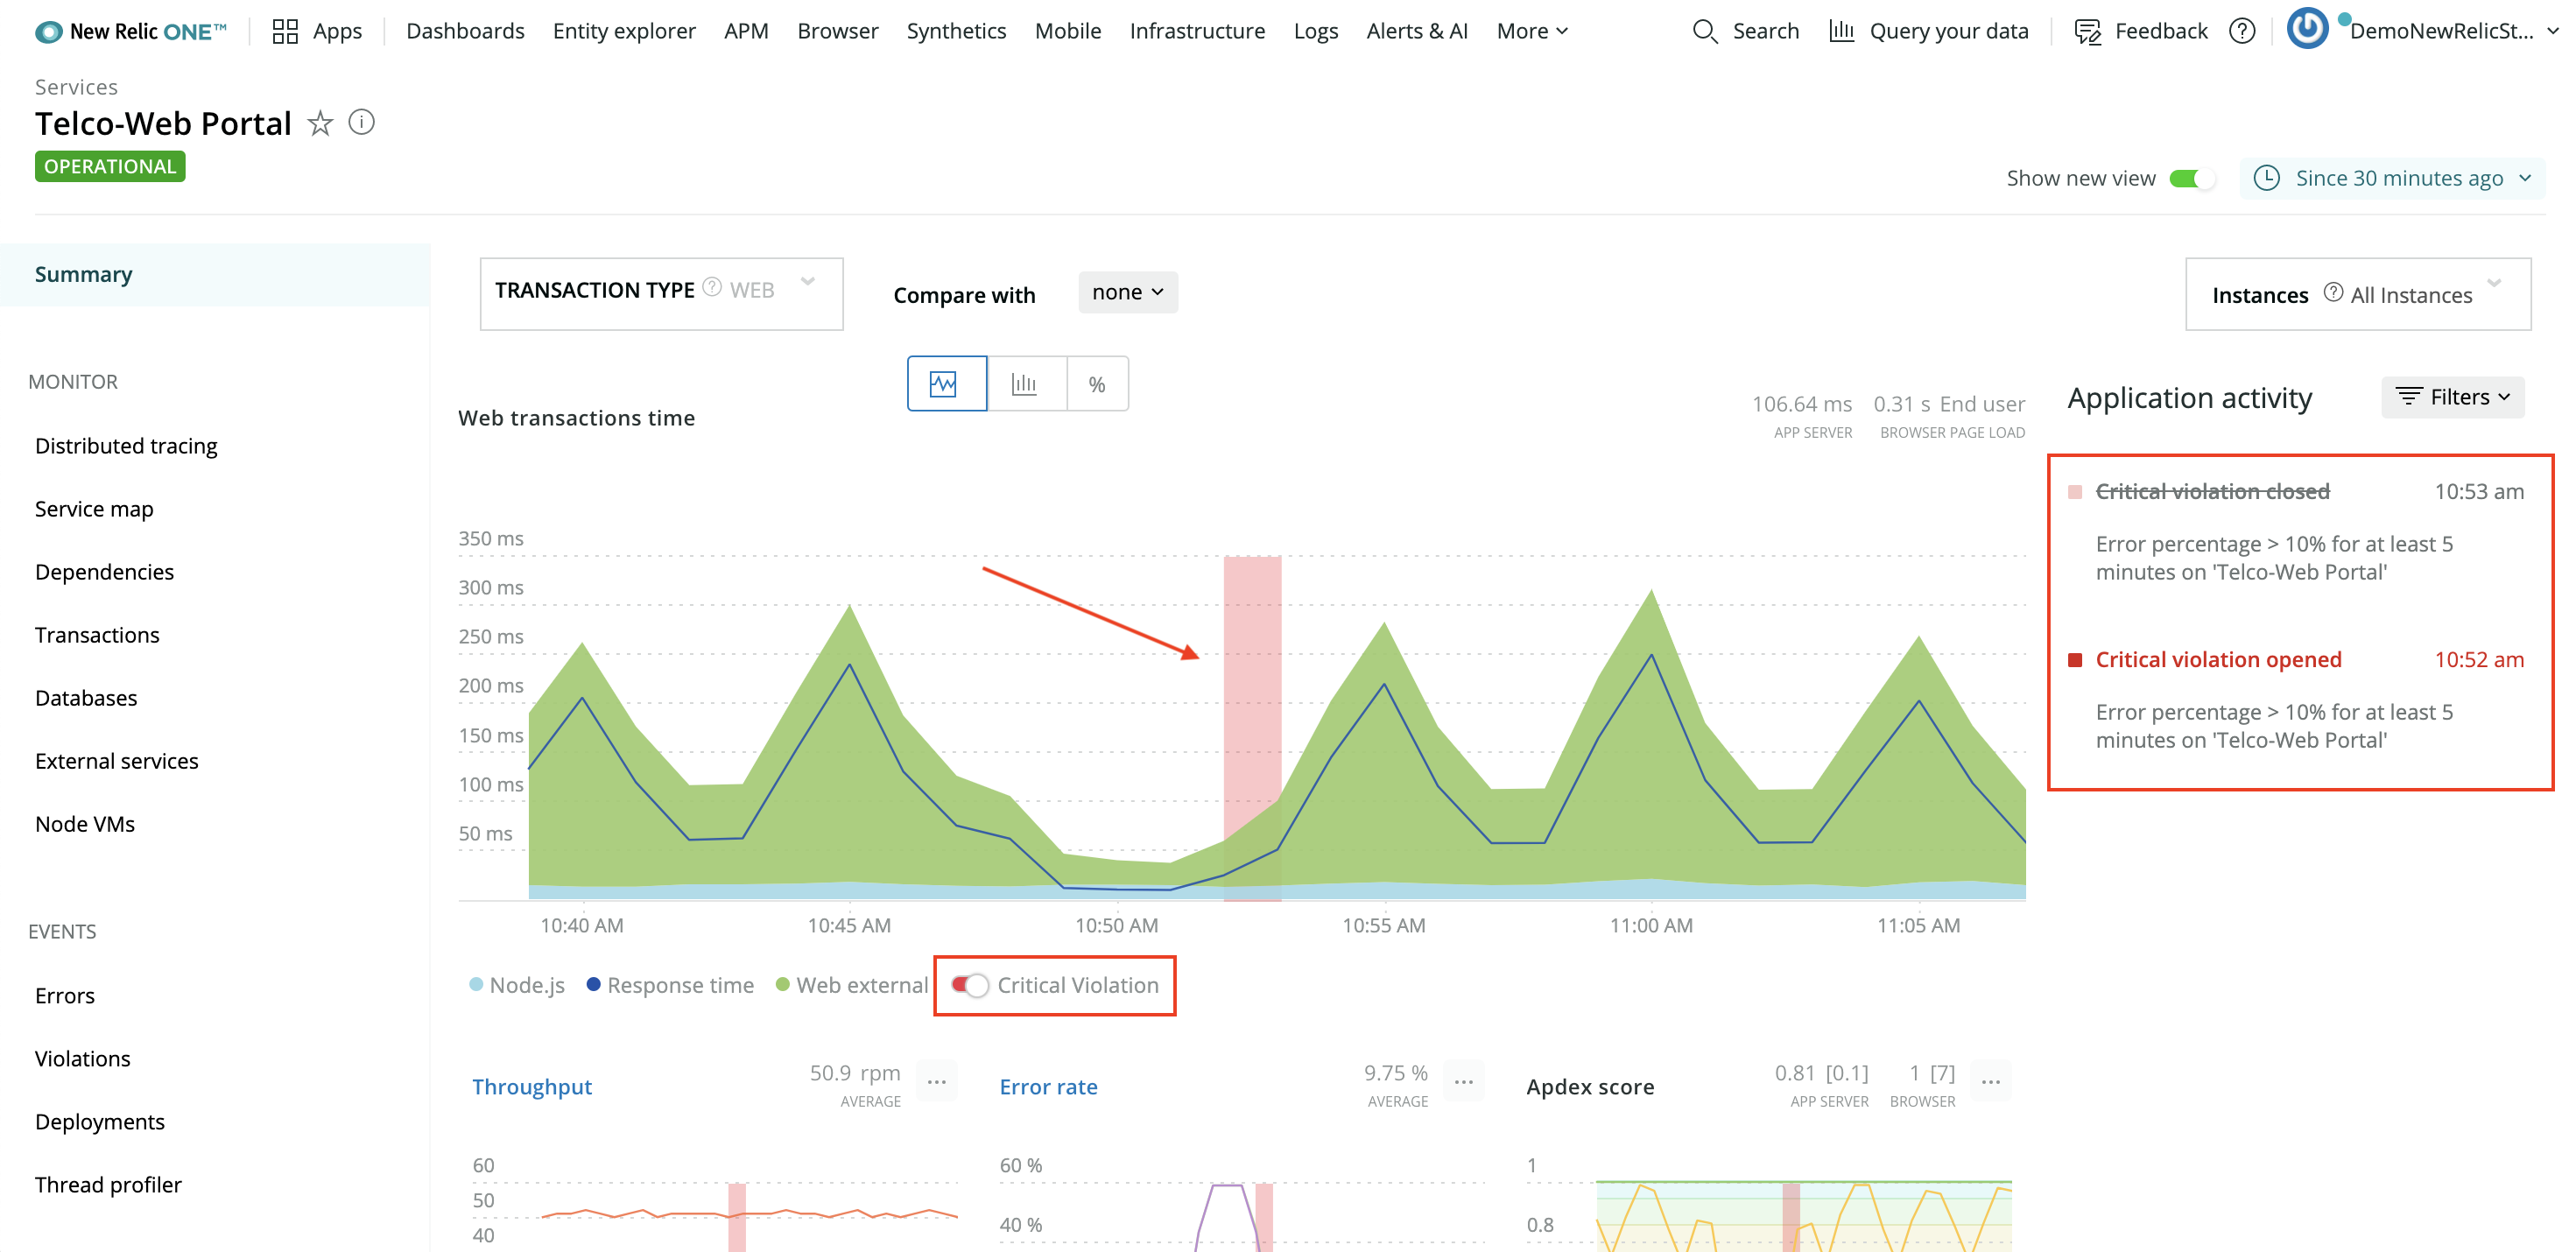 New Relic ONE™ Apps Dashboards Entity explorer APM Browser Synthetics Mobile Infrastructure Logs Alerts & AI More Search Query your data Feedback ? DemoNewRelicSt...
Services
Telco-Web Portal i
OPERATIONAL
Show new view Since 30 minutes ago
Summary
MONITOR
Distributed tracing
Service map
Dependencies
Transactions
Databases
External services
Node VMs
EVENTS
Errors
Violations
Deployments
Thread profiler
TRANSACTION TYPE ? WEB
Compare with none
Instances ? All Instances
%
Web transactions time
106.64 ms 0.31 s End user
APP SERVER BROWSER PAGE LOAD
350 ms
300 ms
250 ms
200 ms
150 ms
100 ms
50 ms
10:40 AM 10:45 AM 10:50 AM 10:55 AM 11:00 AM 11:05 AM
Node.js Response time Web external Critical Violation
Application activity Filters
Critical violation closed 10:53 am
Error percentage > 10% for at least 5
minutes on 'Telco-Web Portal'
Critical violation opened 10:52 am
Error percentage > 10% for at least 5
minutes on 'Telco-Web Portal'
Throughput 50.9 rpm ...
AVERAGE
60
50
40
Error rate 9.75 % ...
AVERAGE
60 %
40 %
Apdex score 0.81 [0.1] 1 [7] ...
APP SERVER BROWSER
1
0.8